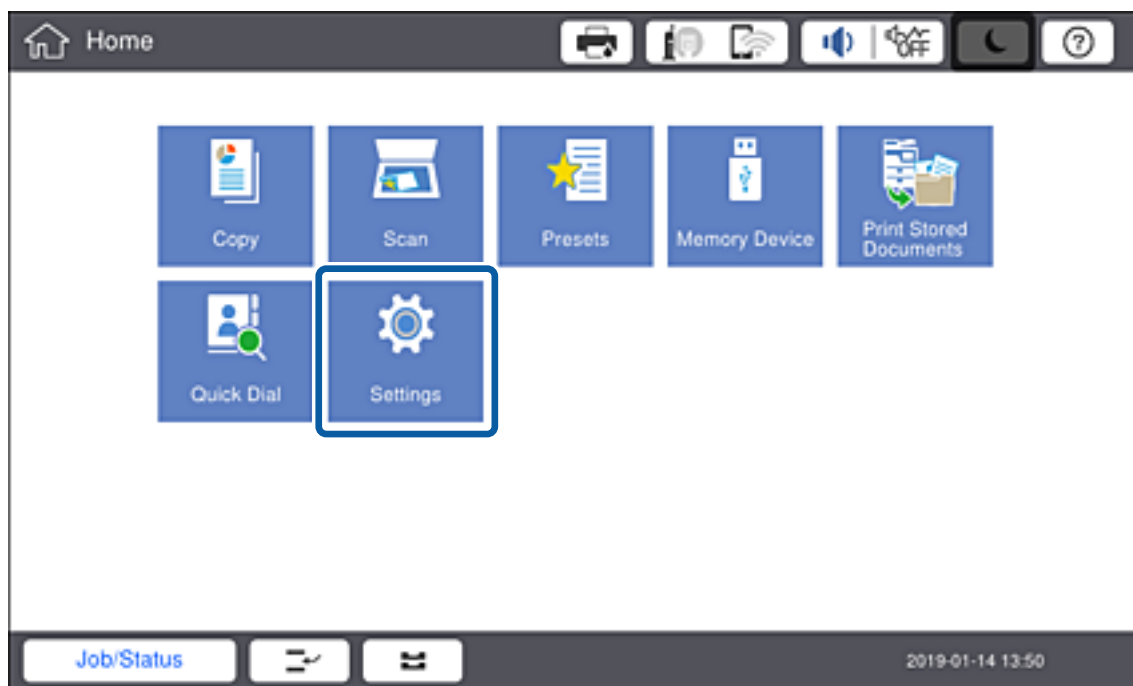 Home
OFF
?
Copy
Scan
Presets
Memory Device
Print Stored
Documents
Quick Dial
Settings
Job/Status
2019-01-14 13:50